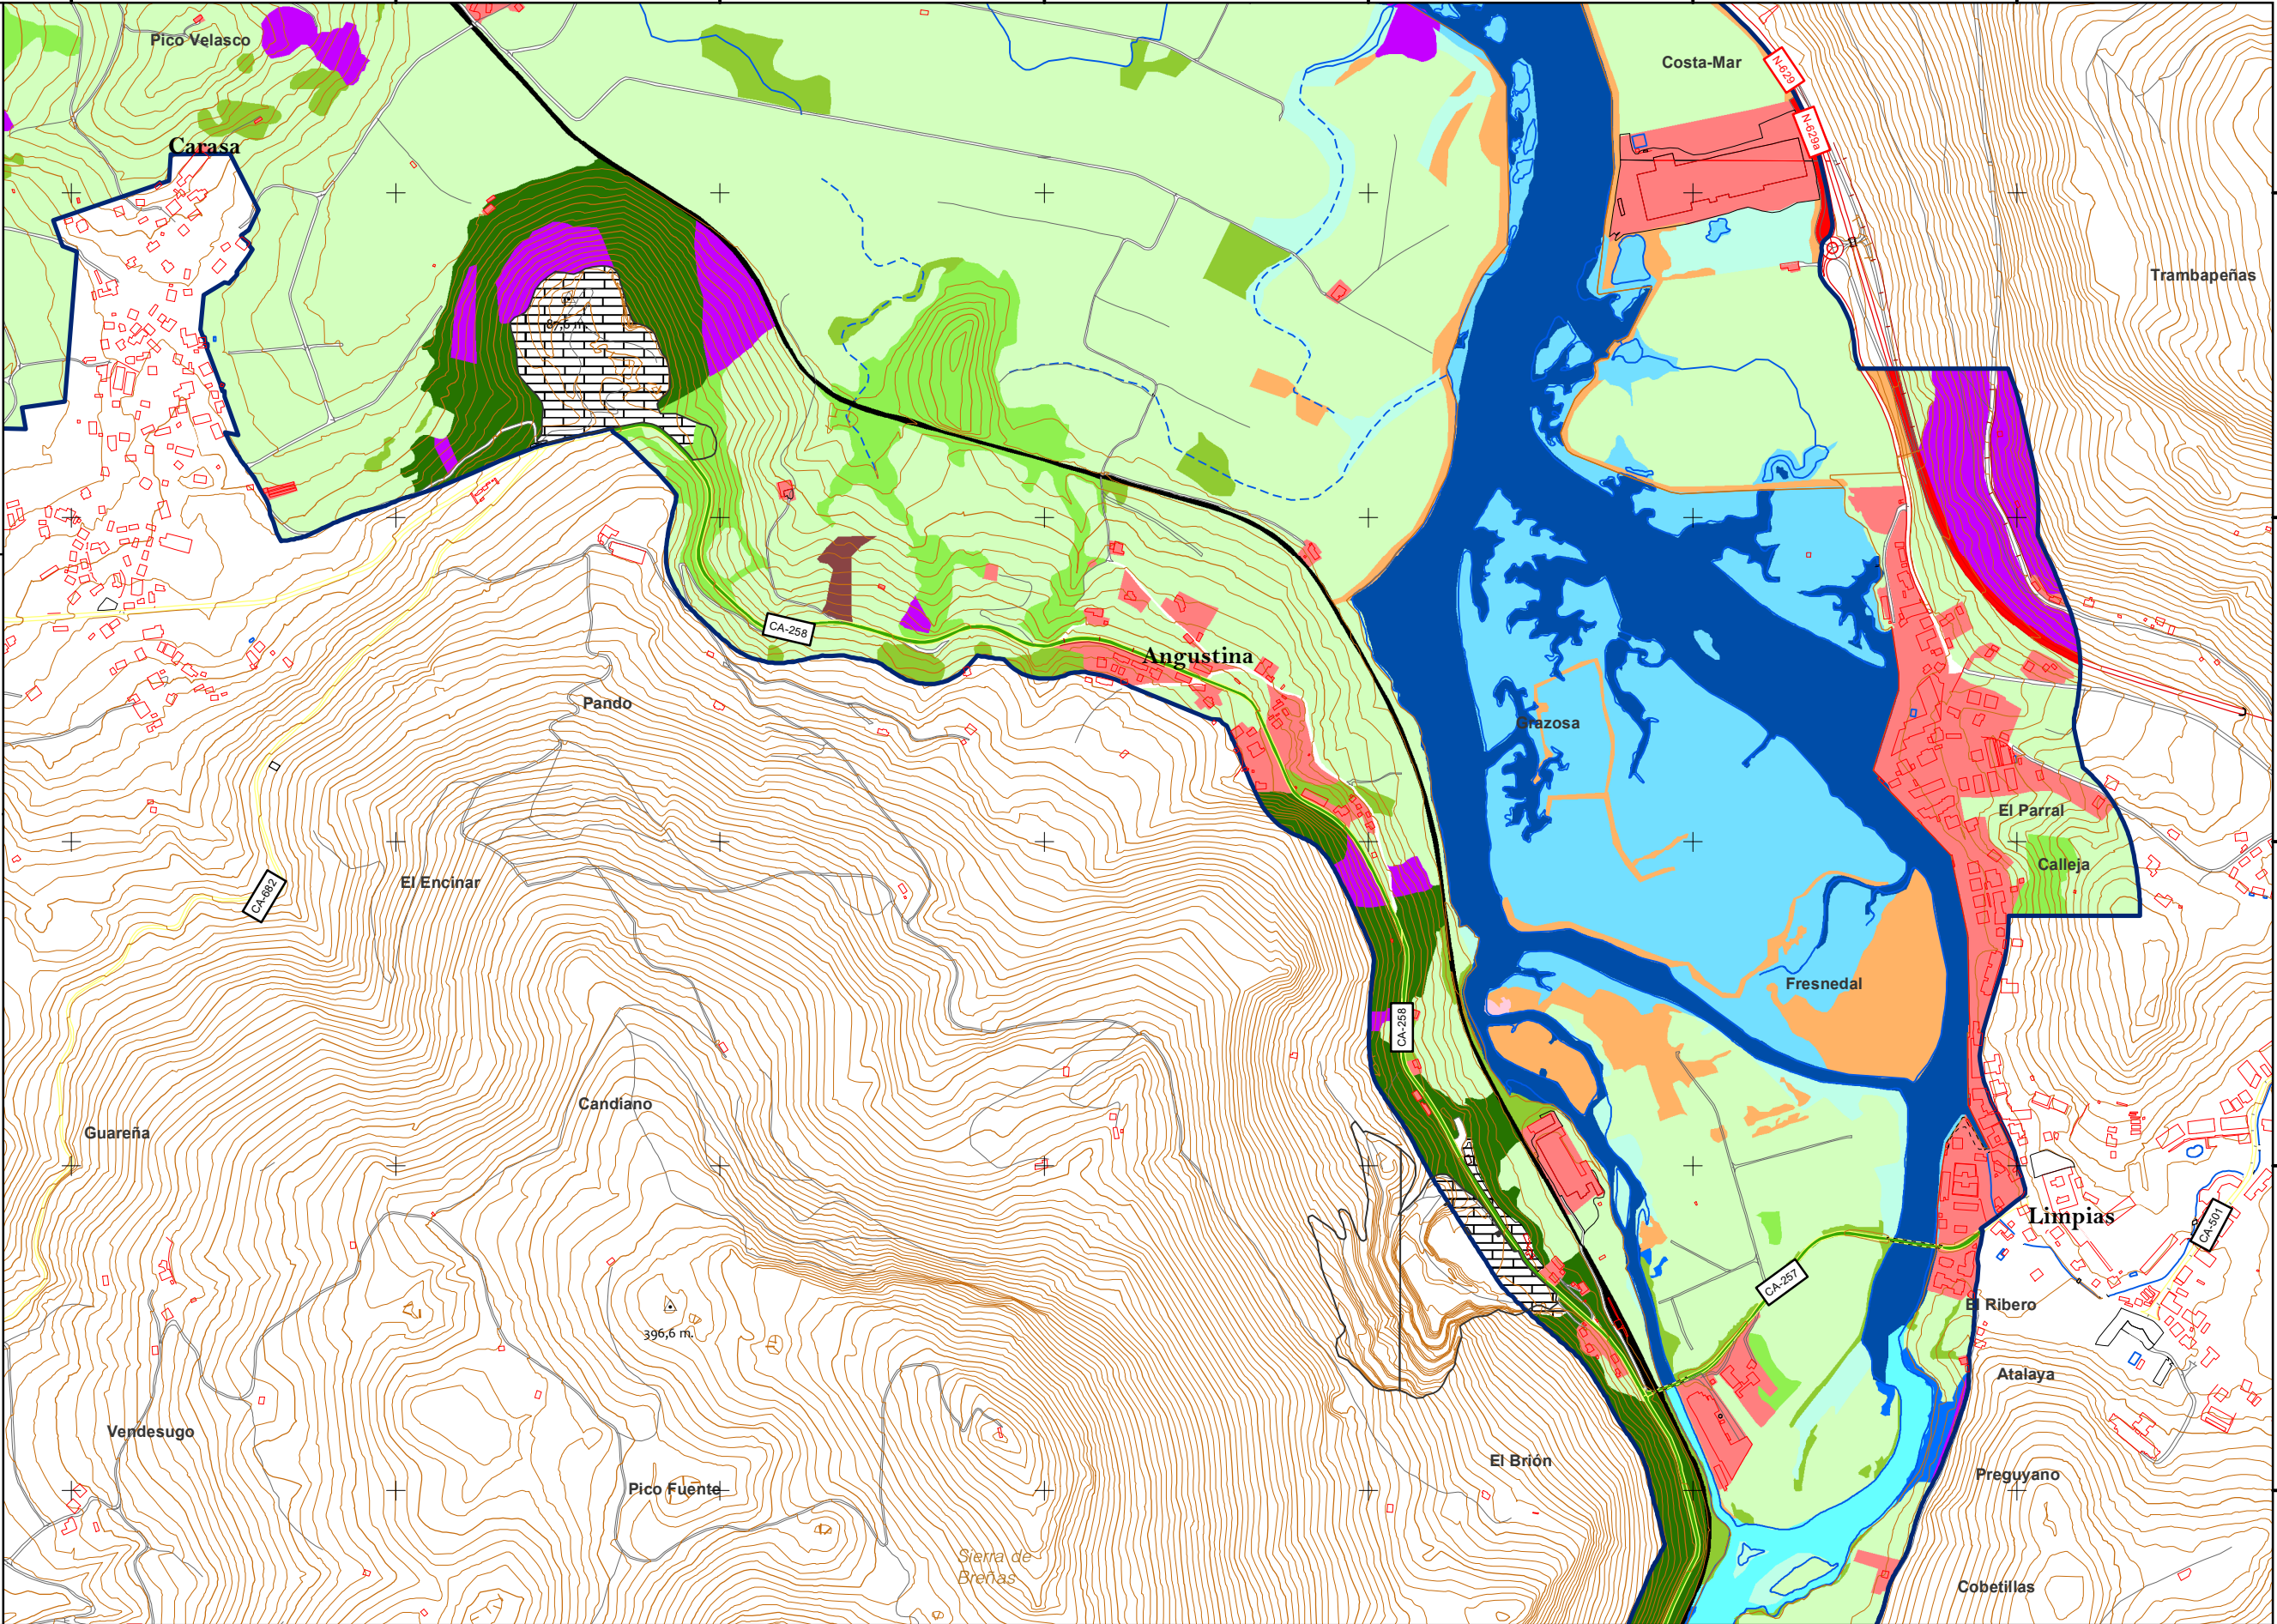 Pico Velasco
Costa-Mar
N-629
N-629a
Carasa
Trambapeñas
87,6 m.
CA-258
Angustina
Pando
Grazosa
El Parral
Calleja
El Encinar
CA-682
Fresnedal
CA-258
Candiano
Guareña
Limpias
CA-501
CA-257
El Ribero
396,6 m.
Atalaya
Vendesugo
El Brión
Preguyano
Pico Fuente
Sierra de
Breñas
Cobetillas